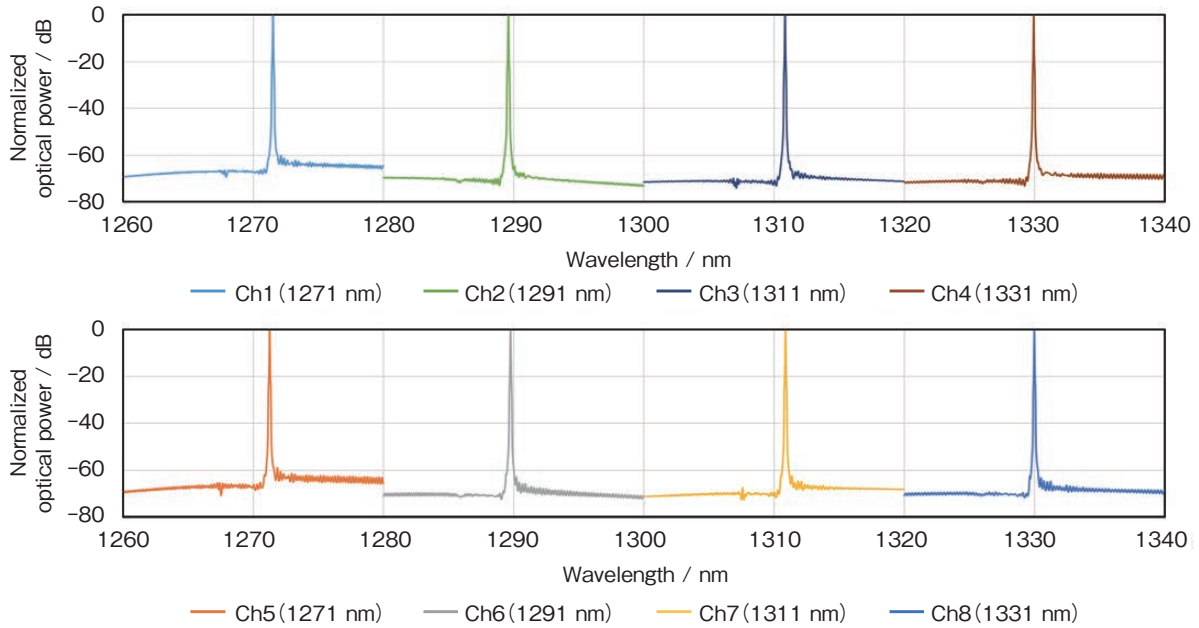 Normalized
optical power / dB
0
−20
−40
−60
−80
1260 1270 1280 1290 1300 1310 1320 1330 1340
Wavelength / nm
Ch1(1271 nm) Ch2(1291 nm) Ch3(1311 nm) Ch4(1331 nm)
Normalized
optical power / dB
0
−20
−40
−60
−80
1260 1270 1280 1290 1300 1310 1320 1330 1340
Wavelength / nm
Ch5(1271 nm) Ch6(1291 nm) Ch7(1311 nm) Ch8(1331 nm)